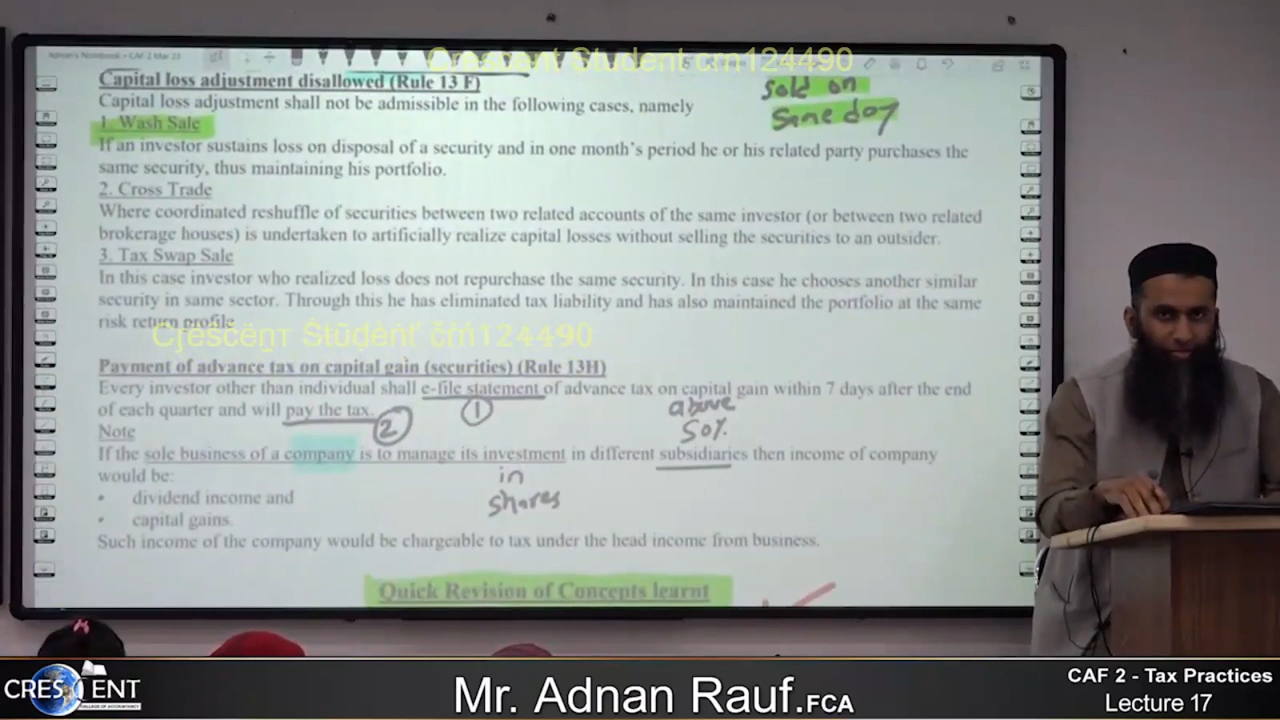 Adnan's Notebook - CAF 2 Mar 23
Crescent Student crn124490
Capital loss adjustment disallowed (Rule 13 F)
Capital loss adjustment shall not be admissible in the following cases, namely
sold on
same day
1. Wash Sale
If an investor sustains loss on disposal of a security and in one month's period he or his related party purchases the
same security, thus maintaining his portfolio.
2. Cross Trade
Where coordinated reshuffle of securities between two related accounts of the same investor (or between two related
brokerage houses) is undertaken to artificially realize capital losses without selling the securities to an outsider.
3. Tax Swap Sale
In this case investor who realized loss does not repurchase the same security. In this case he chooses another similar
security in same sector. Through this he has eliminated tax liability and has also maintained the portfolio at the same
risk return profile
124490
Payment of advance tax on capital gain (securities) (Rule 13H)
Every investor other than individual shall e-file statement of advance tax on capital gain within 7 days after the end
of each quarter and will pay the tax.
2
1
above
50%
Note
If the sole business of a company is to manage its investment in different subsidiaries then income of company
would be:
in
shares
• dividend income and
• capital gains.
Such income of the company would be chargeable to tax under the head income from business.
Quick Revision of Concepts learnt
CRESCENT
COLLEGE OF ACCOUNTANCY
Mr. Adnan Rauf.FCA
CAF 2 - Tax Practices
Lecture 17